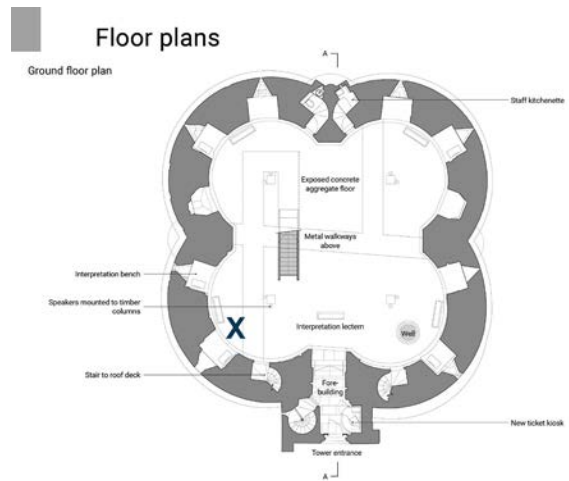 Floor plans
Ground floor plan
A
Staff kitchenette
Exposed concrete
aggregate floor
Metal walkways
above
Interpretation bench
Speakers mounted to timber
columns
X
Interpretation lectern
Well
Stair to roof deck
Fore-
building
New ticket kiosk
Tower entrance
A